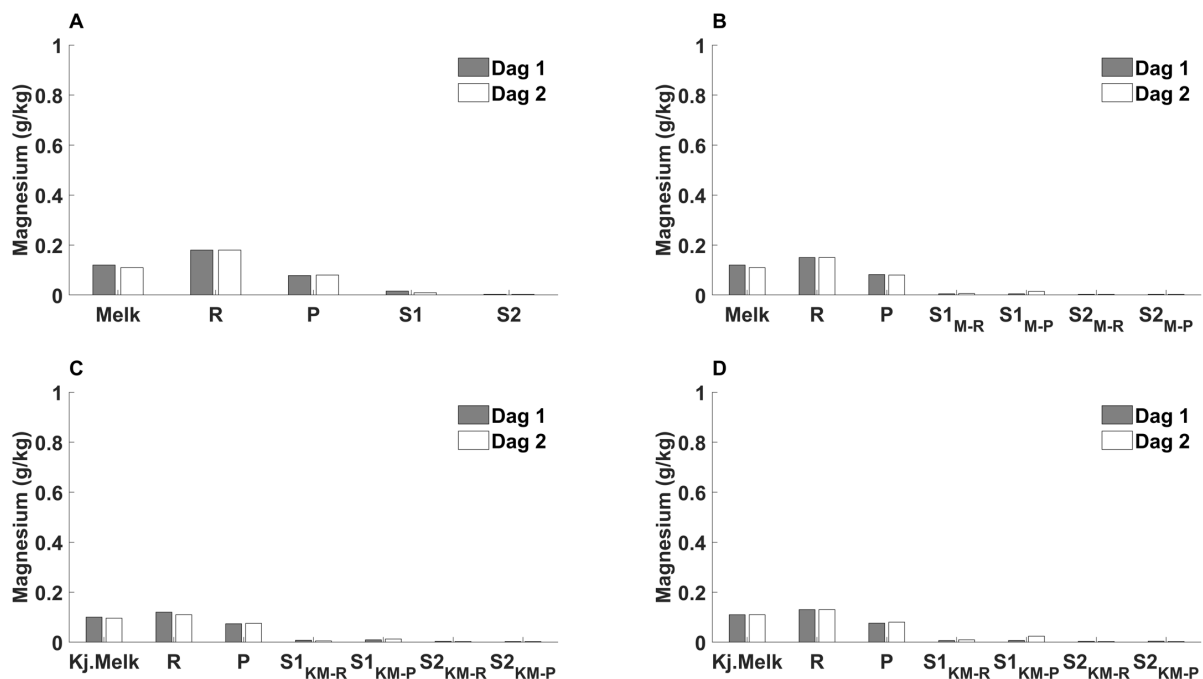 A
Magnesium (g/kg)
1
0.8
0.6
0.4
0.2
0
Dag 1
Dag 2
Melk R P S1 S2
B
Magnesium (g/kg)
1
0.8
0.6
0.4
0.2
0
Dag 1
Dag 2
Melk R P S1M-R S1M-P S2M-R S2M-P
C
Magnesium (g/kg)
1
0.8
0.6
0.4
0.2
0
Dag 1
Dag 2
Kj.Melk R P S1KM-R S1KM-P S2KM-R S2KM-P
D
Magnesium (g/kg)
1
0.8
0.6
0.4
0.2
0
Dag 1
Dag 2
Kj.Melk R P S1KM-R S1KM-P S2KM-R S2KM-P